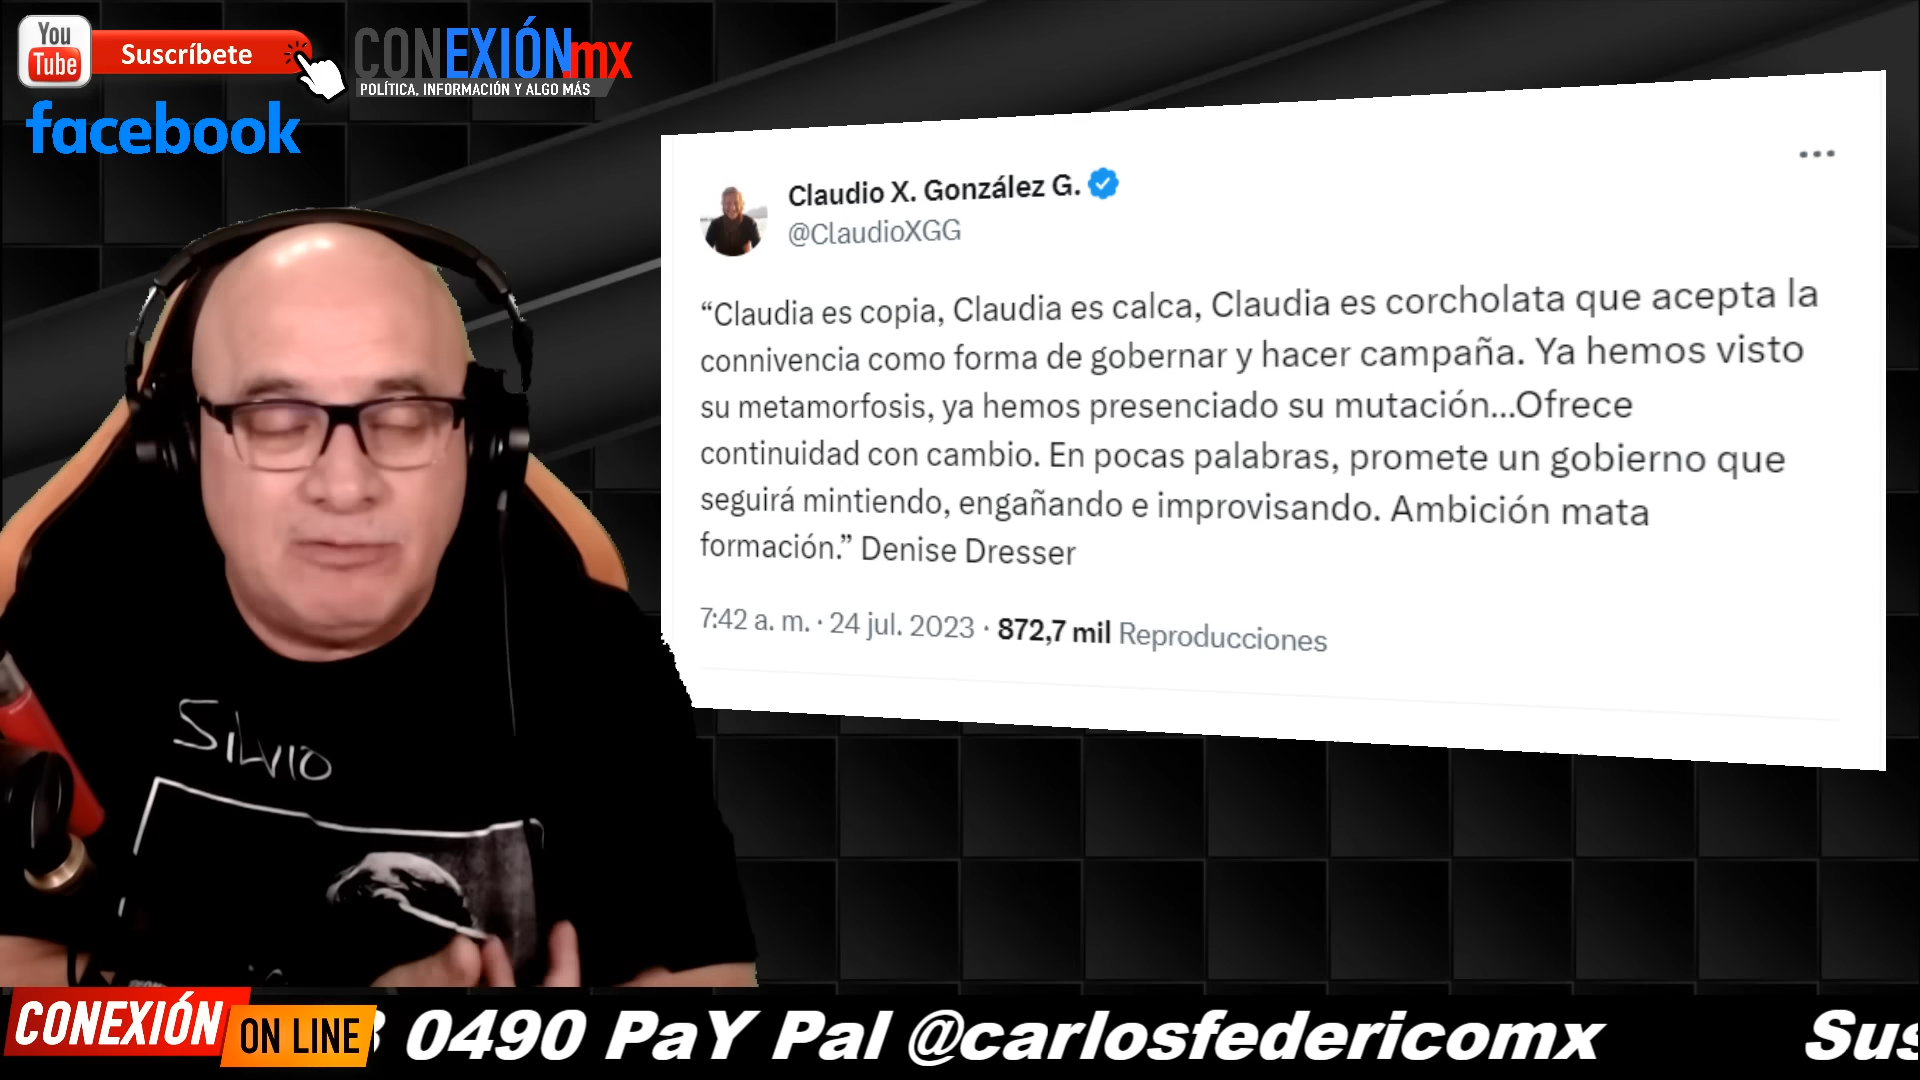 You
Tube
Suscríbete
CONEXIÓN.mx
POLÍTICA, INFORMACIÓN Y ALGO MÁS
facebook
Claudio X. González G.
@ClaudioXGG
“Claudia es copia, Claudia es calca, Claudia es corcholata que acepta la
connivencia como forma de gobernar y hacer campaña. Ya hemos visto
su metamorfosis, ya hemos presenciado su mutación...Ofrece
continuidad con cambio. En pocas palabras, promete un gobierno que
seguirá mintiendo, engañando e improvisando. Ambición mata
formación.” Denise Dresser
7:42 a. m. · 24 jul. 2023 · 872,7 mil Reproducciones
SILVIO
CONEXIÓN
ON LINE
0490 PaY Pal @carlosfedericomx
Sus